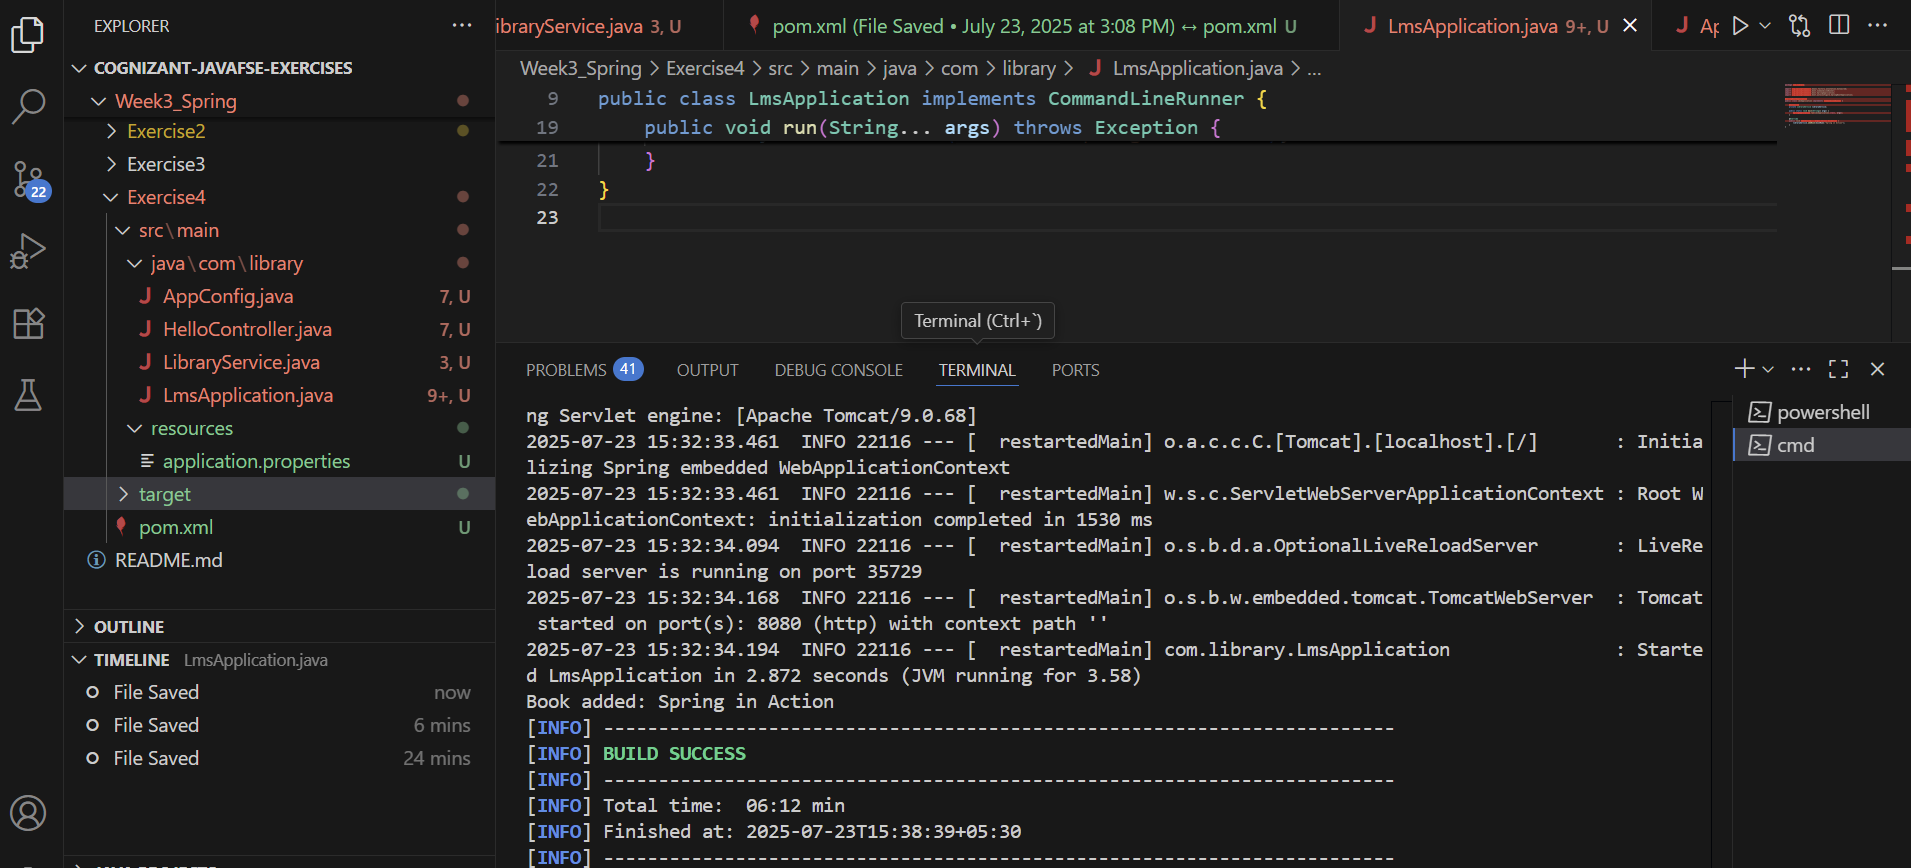 EXPLORER
COGNIZANT-JAVAFSE-EXERCISES
Week3_Spring
Exercise2
Exercise3
Exercise4
src\main
java\com\library
AppConfig.java 7, U
HelloController.java 7, U
LibraryService.java 3, U
LmsApplication.java 9+, U
resources
application.properties U
target
pom.xml U
README.md
OUTLINE
TIMELINE LmsApplication.java
File Saved now
File Saved 6 mins
File Saved 24 mins
22
ibraryService.java 3, U
pom.xml (File Saved • July 23, 2025 at 3:08 PM) ↔ pom.xml U
LmsApplication.java 9+, U
Ap
Week3_Spring > Exercise4 > src > main > java > com > library > LmsApplication.java > ...
9 public class LmsApplication implements CommandLineRunner {
19 public void run(String... args) throws Exception {
21 }
22 }
23
Terminal (Ctrl+`)
PROBLEMS 41 OUTPUT DEBUG CONSOLE TERMINAL PORTS
ng Servlet engine: [Apache Tomcat/9.0.68]
2025-07-23 15:32:33.461 INFO 22116 --- [ restartedMain] o.a.c.c.C.[Tomcat].[localhost].[/] : Initia
lizing Spring embedded WebApplicationContext
2025-07-23 15:32:33.461 INFO 22116 --- [ restartedMain] w.s.c.ServletWebServerApplicationContext : Root W
ebApplicationContext: initialization completed in 1530 ms
2025-07-23 15:32:34.094 INFO 22116 --- [ restartedMain] o.s.b.d.a.OptionalLiveReloadServer : LiveRe
load server is running on port 35729
2025-07-23 15:32:34.168 INFO 22116 --- [ restartedMain] o.s.b.w.embedded.tomcat.TomcatWebServer : Tomcat
started on port(s): 8080 (http) with context path ''
2025-07-23 15:32:34.194 INFO 22116 --- [ restartedMain] com.library.LmsApplication : Starte
d LmsApplication in 2.872 seconds (JVM running for 3.58)
Book added: Spring in Action
[INFO] ------------------------------------------------------------------------
[INFO] BUILD SUCCESS
[INFO] ------------------------------------------------------------------------
[INFO] Total time:  06:12 min
[INFO] Finished at: 2025-07-23T15:38:39+05:30
[INFO] ------------------------------------------------------------------------
powershell
cmd